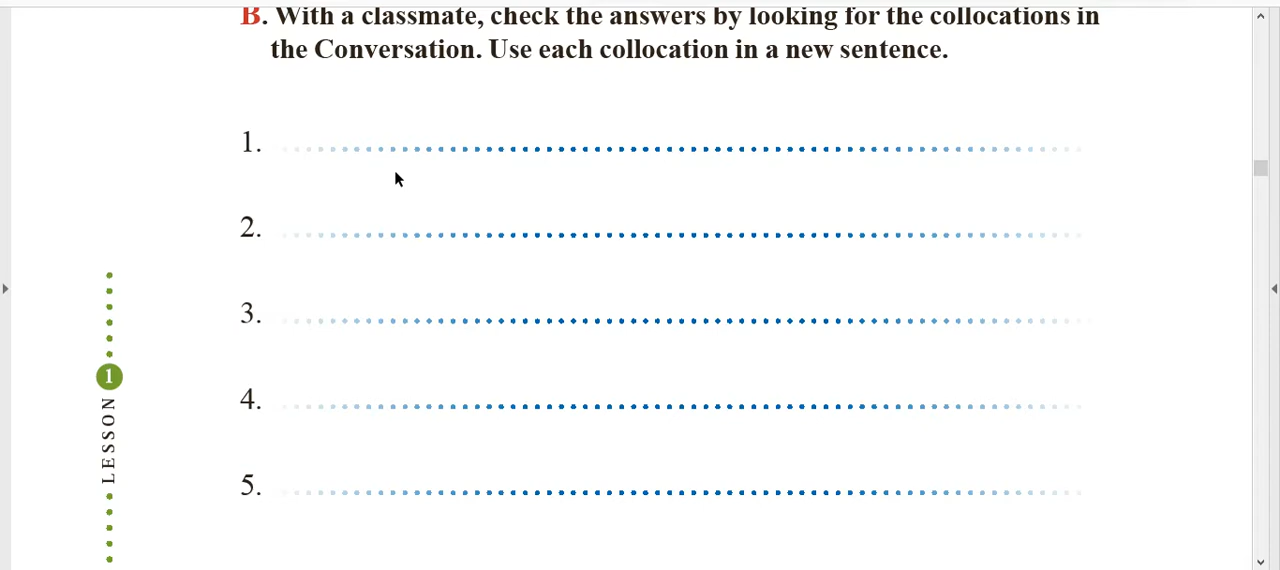 B. With a classmate, check the answers by looking for the collocations in
the Conversation. Use each collocation in a new sentence.
1.
2.
3.
4.
5.
LESSON 1